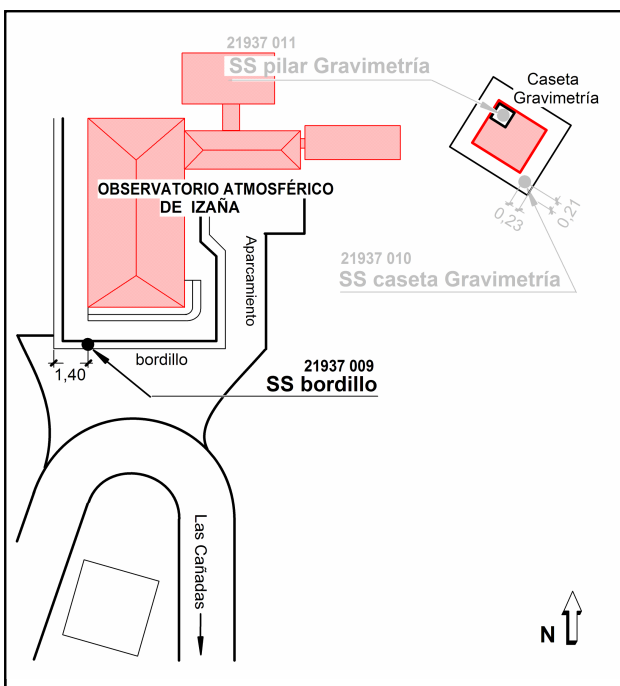 21937 011
SS pilar Gravimetría
Caseta
Gravimetría
OBSERVATORIO ATMOSFÉRICO
DE IZAÑA
0,23
0,21
Aparcamiento
21937 010
SS caseta Gravimetría
bordillo
1,40
21937 009
SS bordillo
Las Cañadas
N